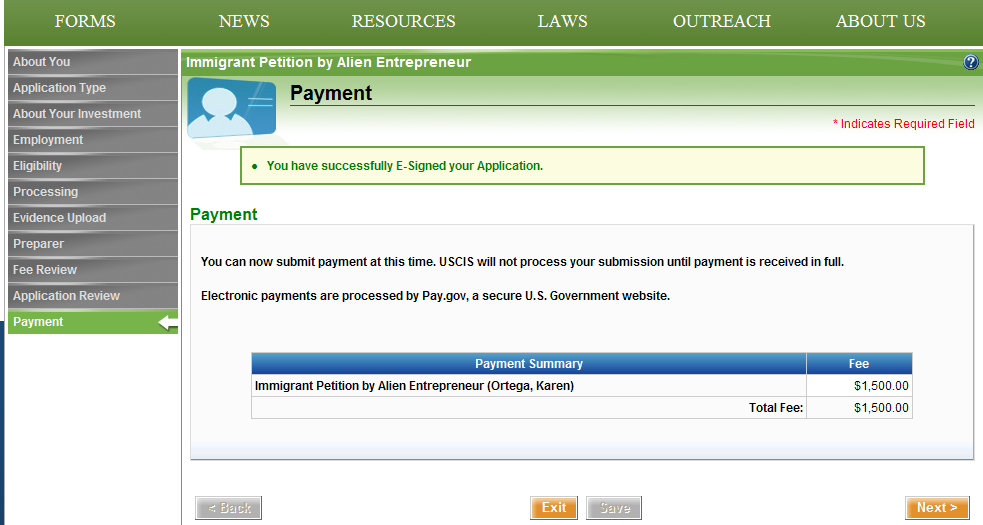 FORMS NEWS RESOURCES LAWS OUTREACH ABOUT US
About You
Application Type
About Your Investment
Employment
Eligibility
Processing
Evidence Upload
Preparer
Fee Review
Application Review
Payment
Immigrant Petition by Alien Entrepreneur ?
Payment
* Indicates Required Field
• You have successfully E-Signed your Application.
Payment
You can now submit payment at this time. USCIS will not process your submission until payment is received in full.
Electronic payments are processed by Pay.gov, a secure U.S. Government website.
Payment Summary Fee
Immigrant Petition by Alien Entrepreneur (Ortega, Karen) $1,500.00
Total Fee: $1,500.00
< Back Exit Save Next >